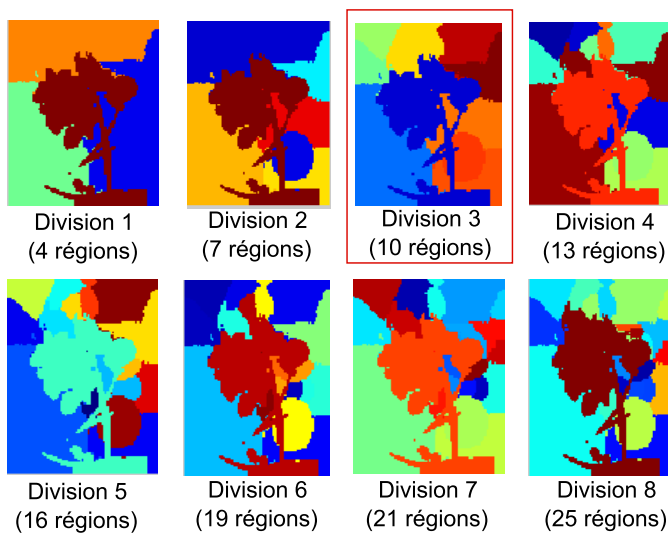 Division 1
(4 régions)
Division 2
(7 régions)
Division 3
(10 régions)
Division 4
(13 régions)
Division 5
(16 régions)
Division 6
(19 régions)
Division 7
(21 régions)
Division 8
(25 régions)